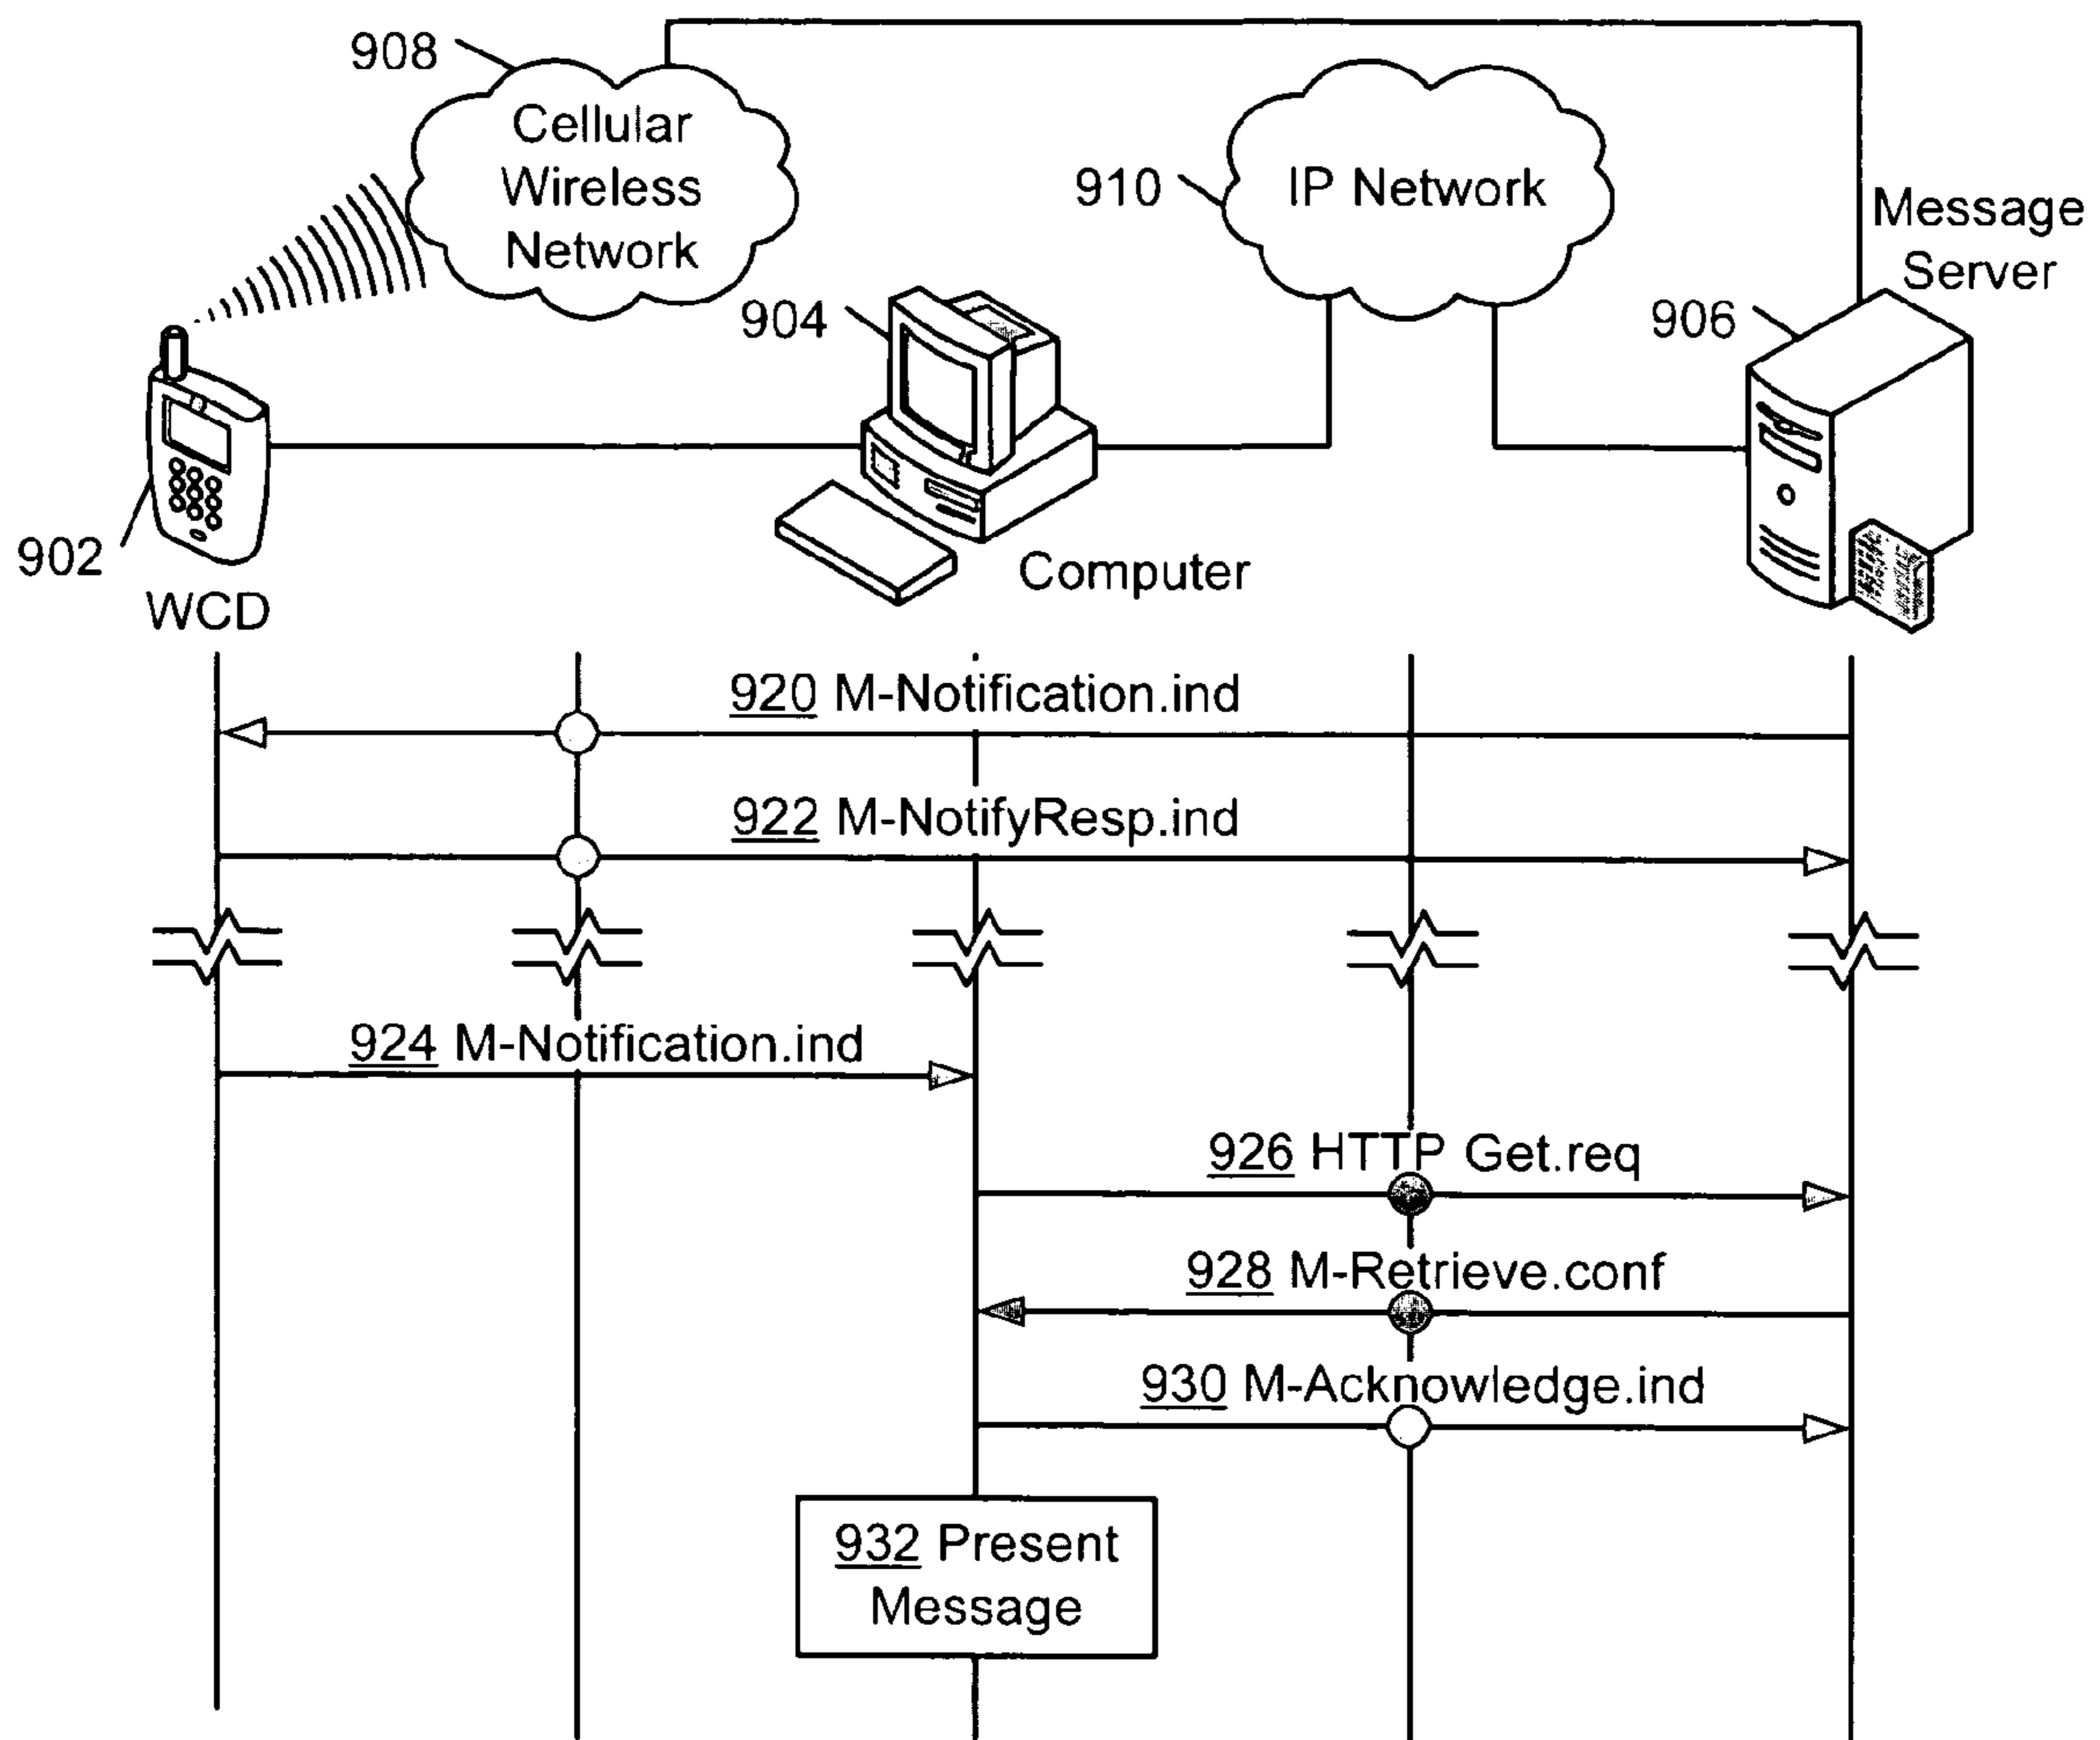 908
Cellular
Wireless
Network
910
IP Network
Message
Server
904
906
902
Computer
WCD
920 M-Notification.ind
922 M-NotifyResp.ind
924 M-Notification.ind
926 HTTP Get.req
928 M-Retrieve.conf
930 M-Acknowledge.ind
932 Present
Message